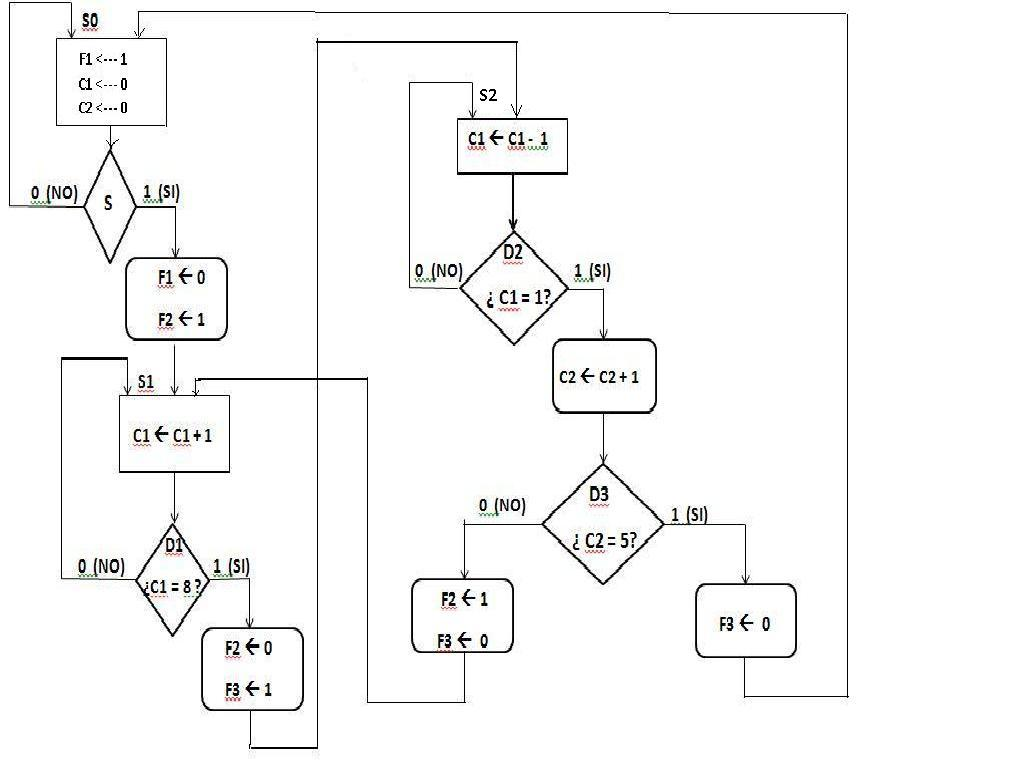 S0
F1 <--- 1
C1 <--- 0
C2 <--- 0
0 (NO)
S
1 (SI)
F1 ← 0
F2 ← 1
S1
C1 ← C1 + 1
D1
0 (NO)
1 (SI)
¿C1 = 8 ?
F2 ← 0
F3 ← 1
S2
C1 ← C1 - 1
D2
0 (NO)
1 (SI)
¿ C1 = 1?
C2 ← C2 + 1
D3
0 (NO)
1 (SI)
¿ C2 = 5?
F2 ← 1
F3 ← 0
F3 ← 0